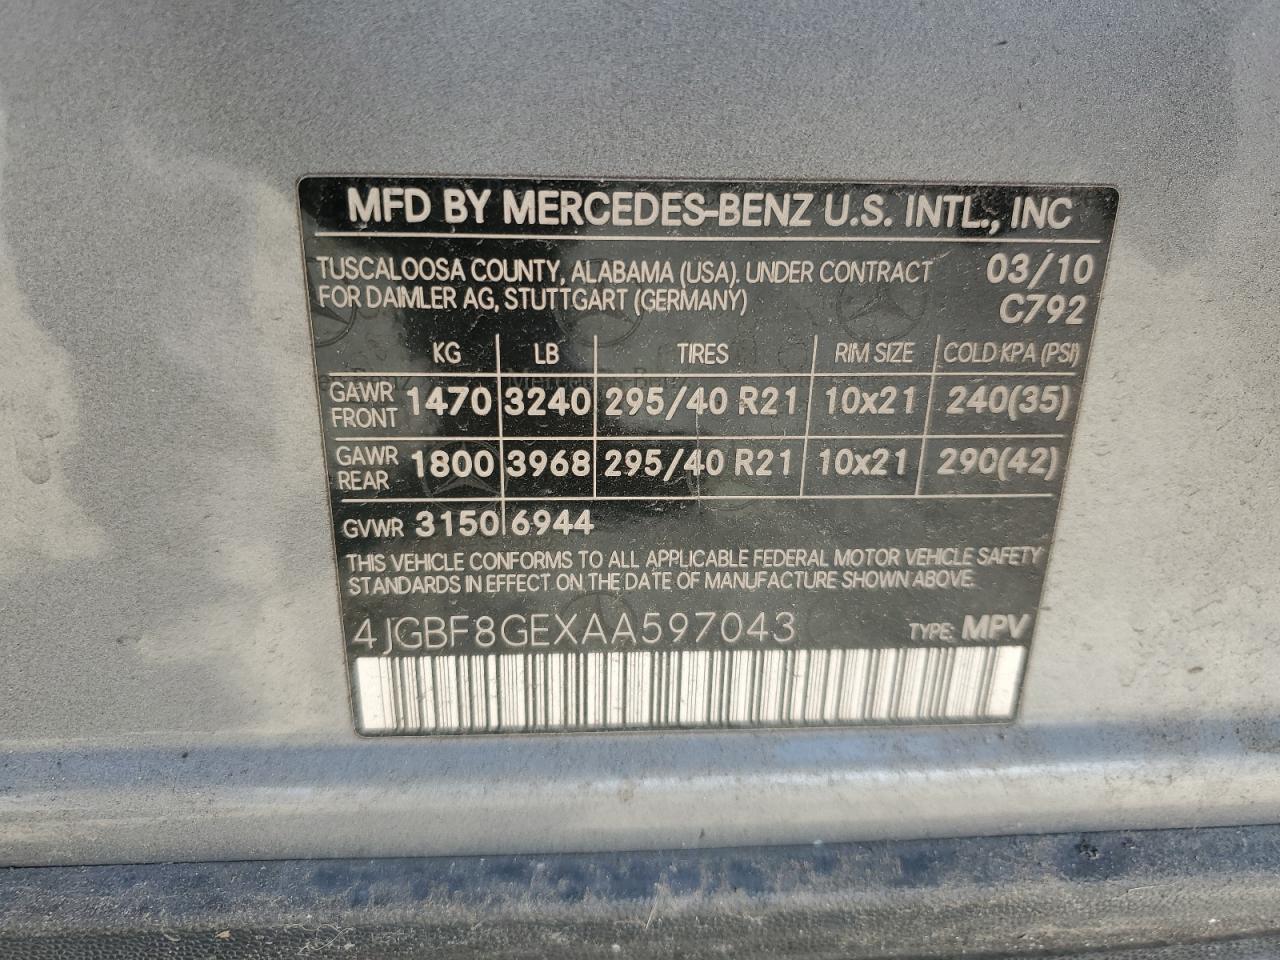 MFD BY MERCEDES-BENZ U.S. INTL., INC
TUSCALOOSA COUNTY, ALABAMA (USA). UNDER CONTRACT 03/10
FOR DAIMLER AG, STUTTGART (GERMANY) C792
KG LB TIRES RIM SIZE COLD KPA (PSI)
GAWR FRONT 1470 3240 295/40 R21 10x21 240(35)
GAWR REAR 1800 3968 295/40 R21 10x21 290(42)
GVWR 3150 6944
THIS VEHICLE CONFORMS TO ALL APPLICABLE FEDERAL MOTOR VEHICLE SAFETY
STANDARDS IN EFFECT ON THE DATE OF MANUFACTURE SHOWN ABOVE.
4JGBF8GEXAA597043 TYPE: MPV